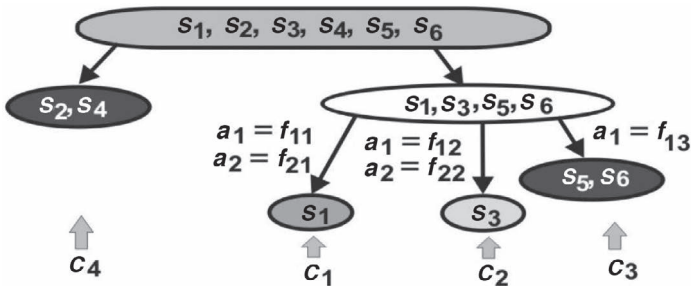 S1, S2, S3, S4, S5, S6
S2, S4
S1, S3, S5, S6
a1 = f11
a2 = f21
a1 = f12
a2 = f22
a1 = f13
S5, S6
S1
S3
C4
C1
C2
C3